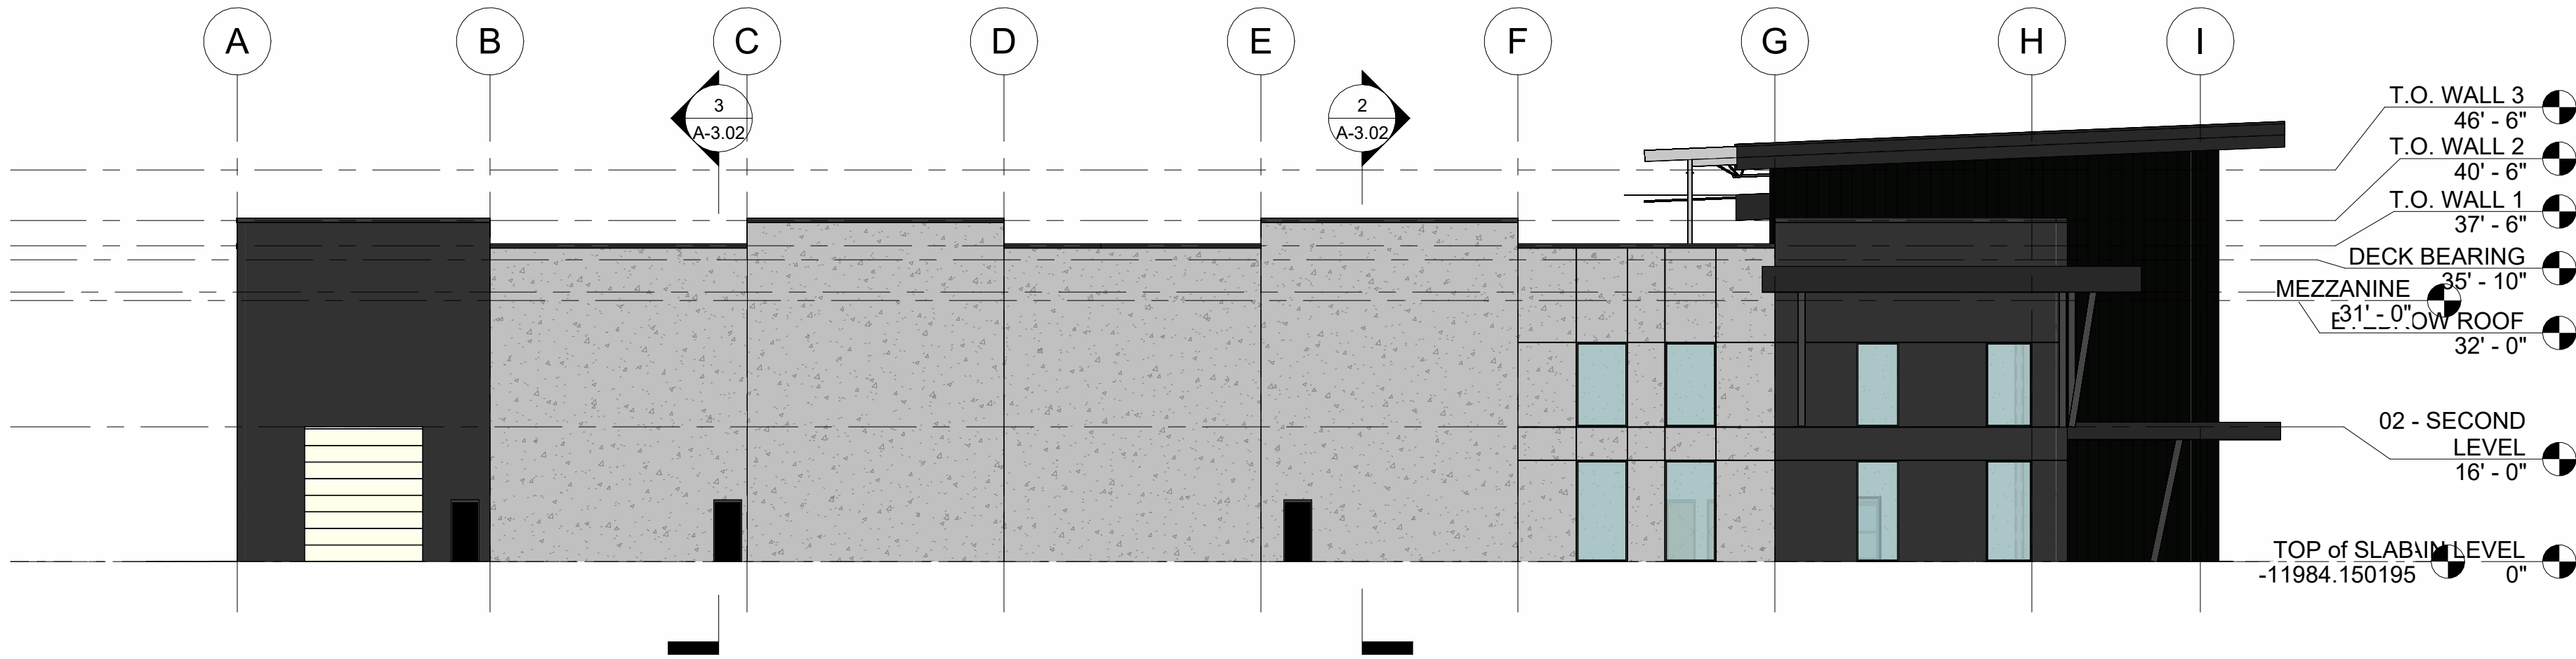 A B C D E F G H I
3
A-3.02
2
A-3.02
T.O. WALL 3
46' - 6"
T.O. WALL 2
40' - 6"
T.O. WALL 1
37' - 6"
DECK BEARING
35' - 10"
MEZZANINE
31' - 0"
ROOF
32' - 0"
02 - SECOND
LEVEL
16' - 0"
TOP of SLAB
-11984.150195
LEVEL
0"